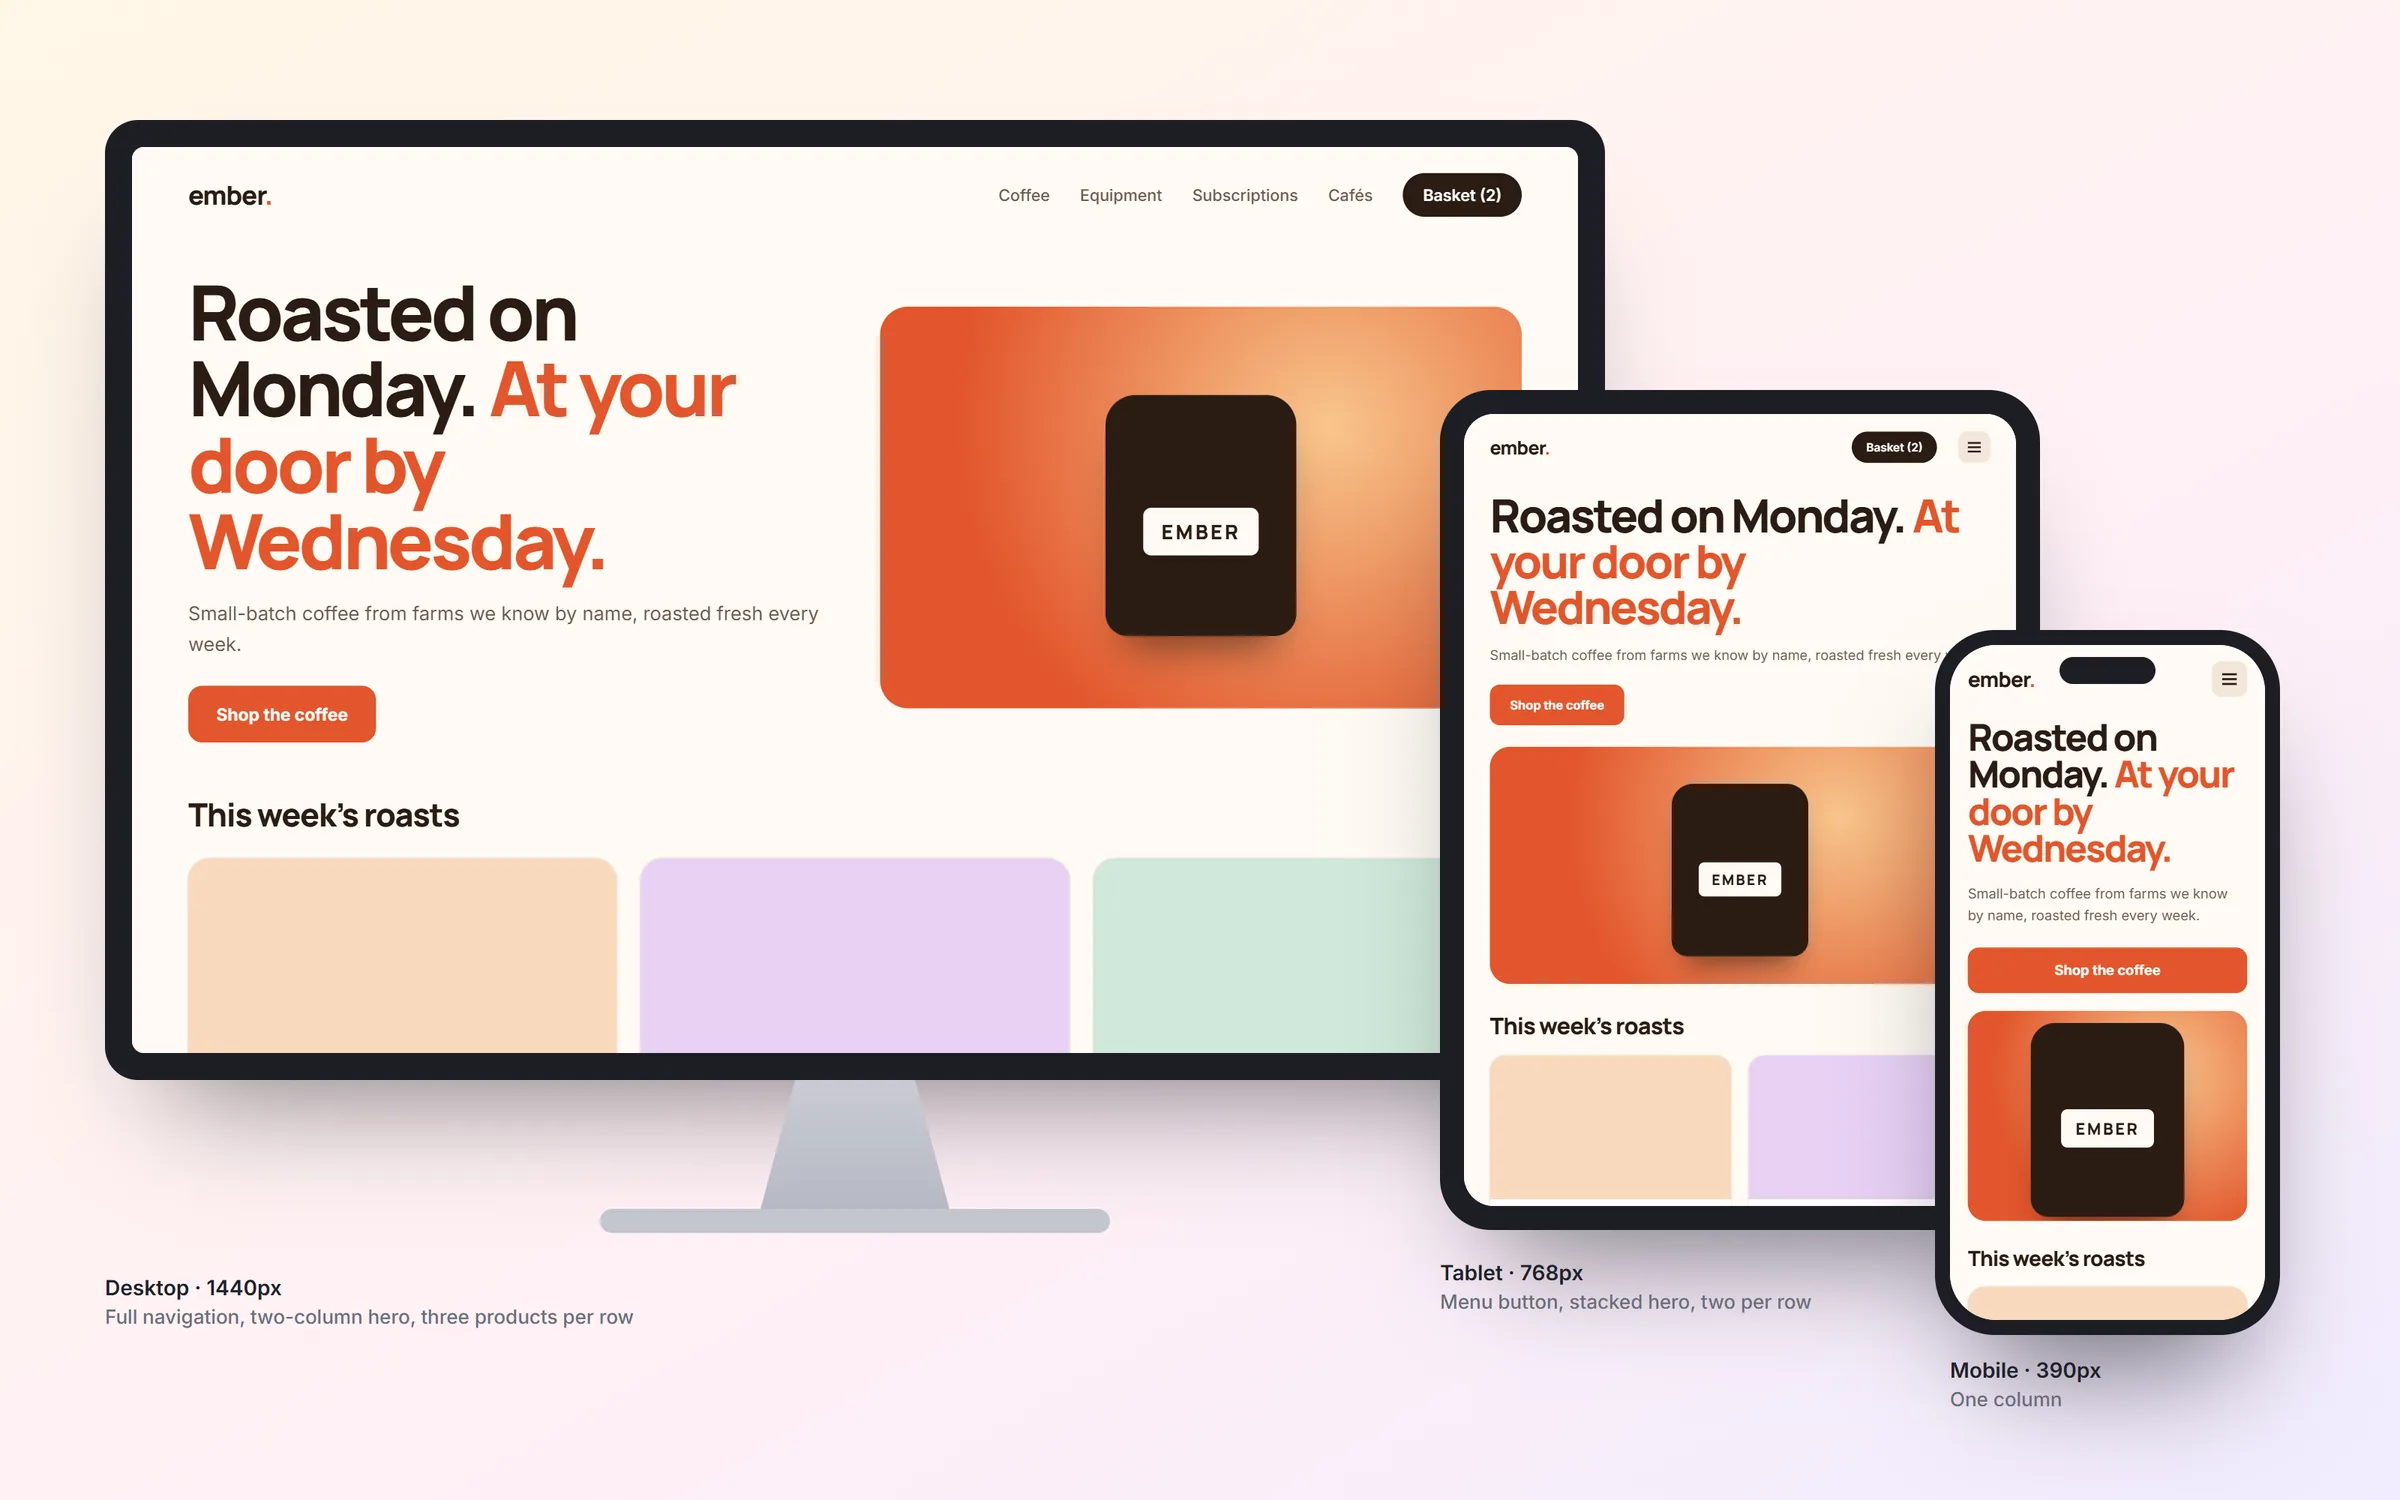 ember.
Coffee Equipment Subscriptions Cafés Basket (2)
Roasted on
Monday. At your
door by
Wednesday.
Small-batch coffee from farms we know by name, roasted fresh every
week.
Shop the coffee
EMBER
This week's roasts
Desktop · 1440px
Full navigation, two-column hero, three products per row
ember.
Basket (2)
Roasted on Monday. At
your door by
Wednesday.
Small-batch coffee from farms we know by name, roasted fresh every
Shop the coffee
EMBER
This week's roasts
Tablet · 768px
Menu button, stacked hero, two per row
ember.
Roasted on
Monday. At your
door by
Wednesday.
Small-batch coffee from farms we know
by name, roasted fresh every week.
Shop the coffee
EMBER
This week's roasts
Mobile · 390px
One column